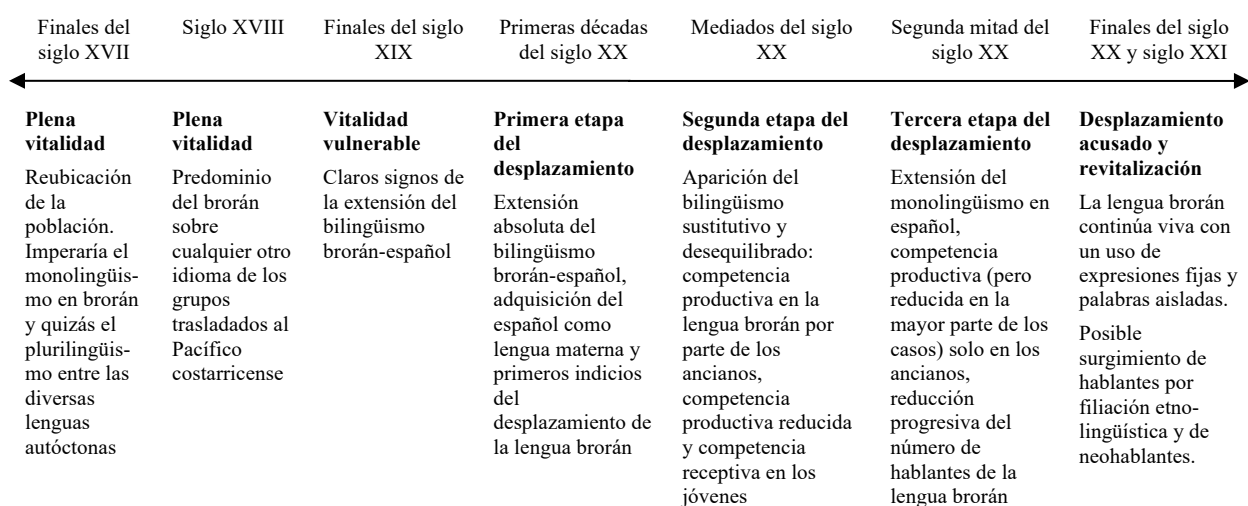 Finales del
siglo XVII
Siglo XVIII
Finales del siglo
XIX
Primeras décadas
del siglo XX
Mediados del siglo
XX
Segunda mitad del
siglo XX
Finales del siglo
XX y siglo XXI
Plena
vitalidad
Reubicación
de la
población.
Imperaría el
monolingüis-
mo en brorán
y quizás el
plurilingüis-
mo entre las
diversas
lenguas
autóctonas
Plena
vitalidad
Predominio
del brorán
sobre
cualquier otro
idioma de los
grupos
trasladados al
Pacífico
costarricense
Vitalidad
vulnerable
Claros signos de
la extensión del
bilingüismo
brorán-español
Primera etapa
del
desplazamiento
Extensión
absoluta del
bilingüismo
brorán-español,
adquisición del
español como
lengua materna y
primeros indicios
del
desplazamiento de
la lengua brorán
Segunda etapa del
desplazamiento
Aparición del
bilingüismo
sustitutivo y
desequilibrado:
competencia
productiva en la
lengua brorán por
parte de los
ancianos,
competencia
productiva reducida
y competencia
receptiva en los
jóvenes
Tercera etapa del
desplazamiento
Extensión del
monolingüismo en
español,
competencia
productiva (pero
reducida en la
mayor parte de los
casos) solo en los
ancianos,
reducción
progresiva del
número de
hablantes de la
lengua brorán
Desplazamiento
acusado y
revitalización
La lengua brorán
continúa viva con
un uso de
expresiones fijas y
palabras aisladas.
Posible
surgimiento de
hablantes por
filiación etno-
lingüística y de
neohablantes.